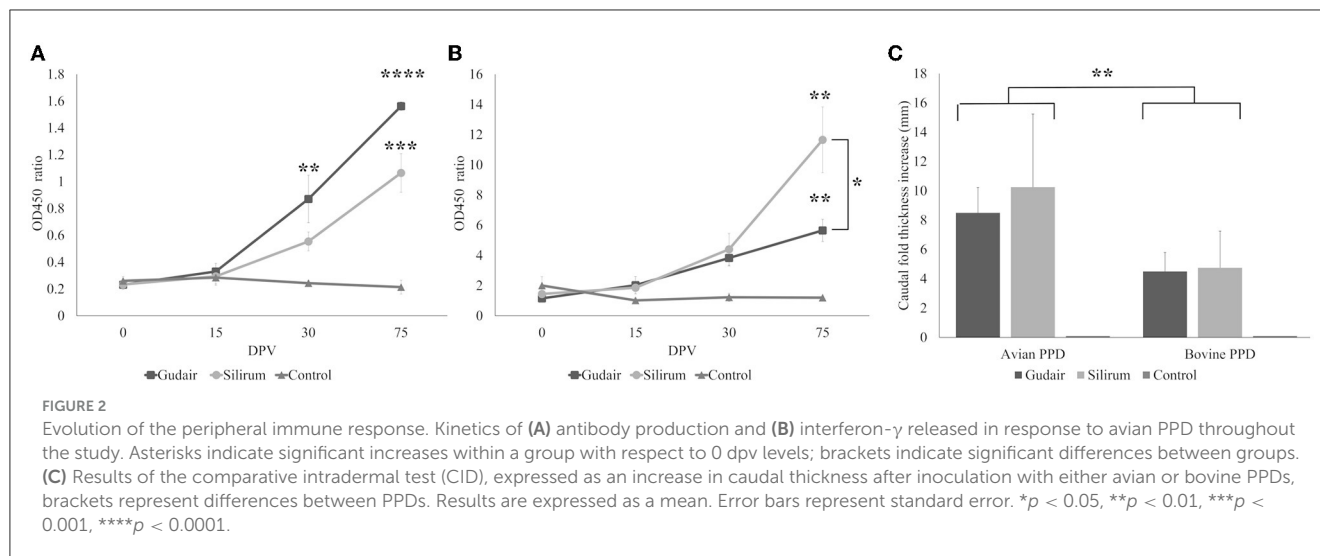 A
1.8
1.6
1.4
1.2
1
0.8
0.6
0.4
0.2
0
OD450 ratio
****
***
**
0 15 30 75
DPV
Gudair Silirum Control
B
16
14
12
10
8
6
4
2
0
OD450 ratio
**
*
**
0 15 30 75
DPV
Gudair Silirum Control
C
18
16
14
12
10
8
6
4
2
0
Caudal fold thickness increase (mm)
**
Avian PPD Bovine PPD
Gudair Silirum Control
FIGURE 2
Evolution of the peripheral immune response. Kinetics of (A) antibody production and (B) interferon-γ released in response to avian PPD throughout
the study. Asterisks indicate significant increases within a group with respect to 0 dpv levels; brackets indicate significant differences between groups.
(C) Results of the comparative intradermal test (CID), expressed as an increase in caudal thickness after inoculation with either avian or bovine PPDs,
brackets represent differences between PPDs. Results are expressed as a mean. Error bars represent standard error. *p < 0.05, **p < 0.01, ***p <
0.001, ****p < 0.0001.